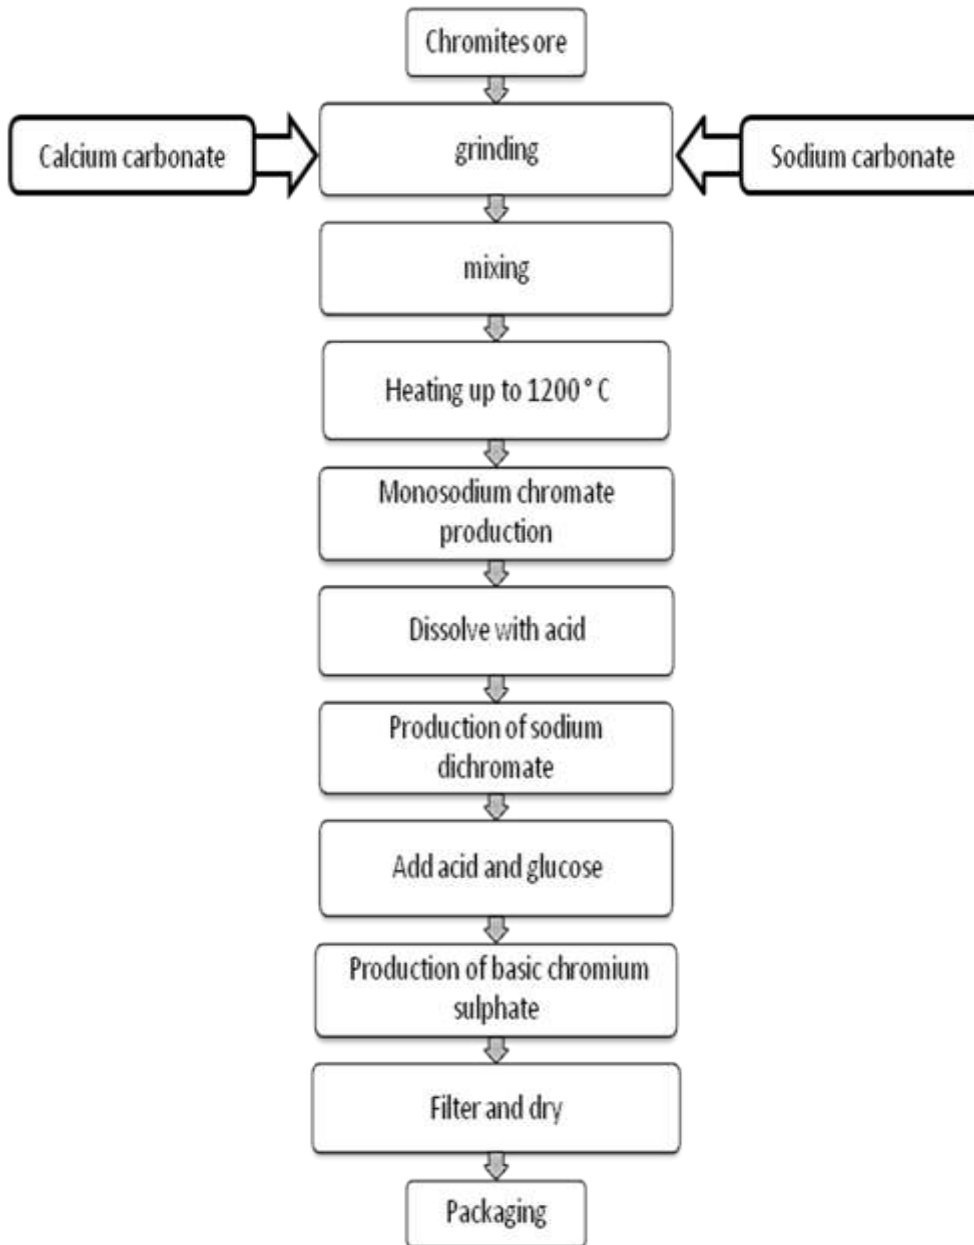 Chromites ore
Calcium carbonate
grinding
Sodium carbonate
mixing
Heating up to 1200 ° C
Monosodium chromate
production
Dissolve with acid
Production of sodium
dichromate
Add acid and glucose
Production of basic chromium
sulphate
Filter and dry
Packaging